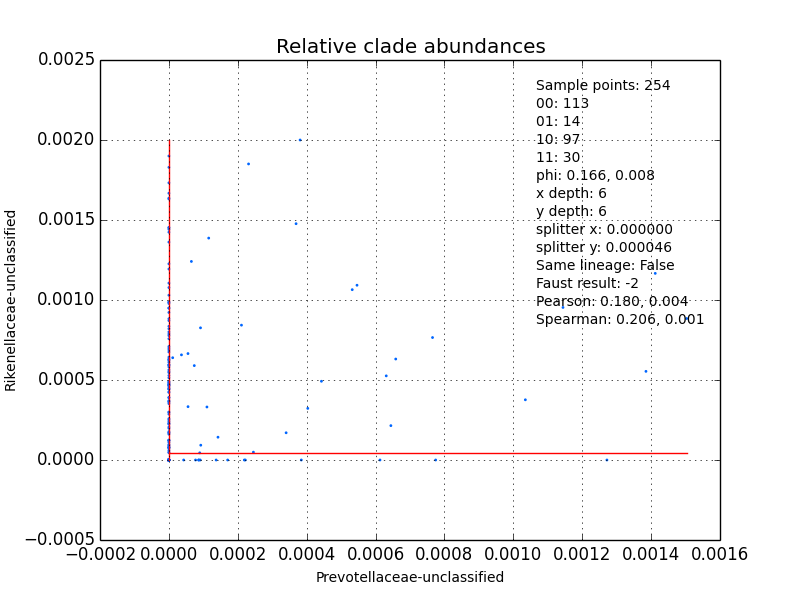 Relative clade abundances
0.0025
0.0020
0.0015
0.0010
0.0005
0.0000
−0.0005
Rikenellaceae-unclassified
Sample points: 254
00: 113
01: 14
10: 97
11: 30
phi: 0.166, 0.008
x depth: 6
y depth: 6
splitter x: 0.000000
splitter y: 0.000046
Same lineage: False
Faust result: -2
Pearson: 0.180, 0.004
Spearman: 0.206, 0.001
−0.0002 0.0000 0.0002 0.0004 0.0006 0.0008 0.0010 0.0012 0.0014 0.0016
Prevotellaceae-unclassified